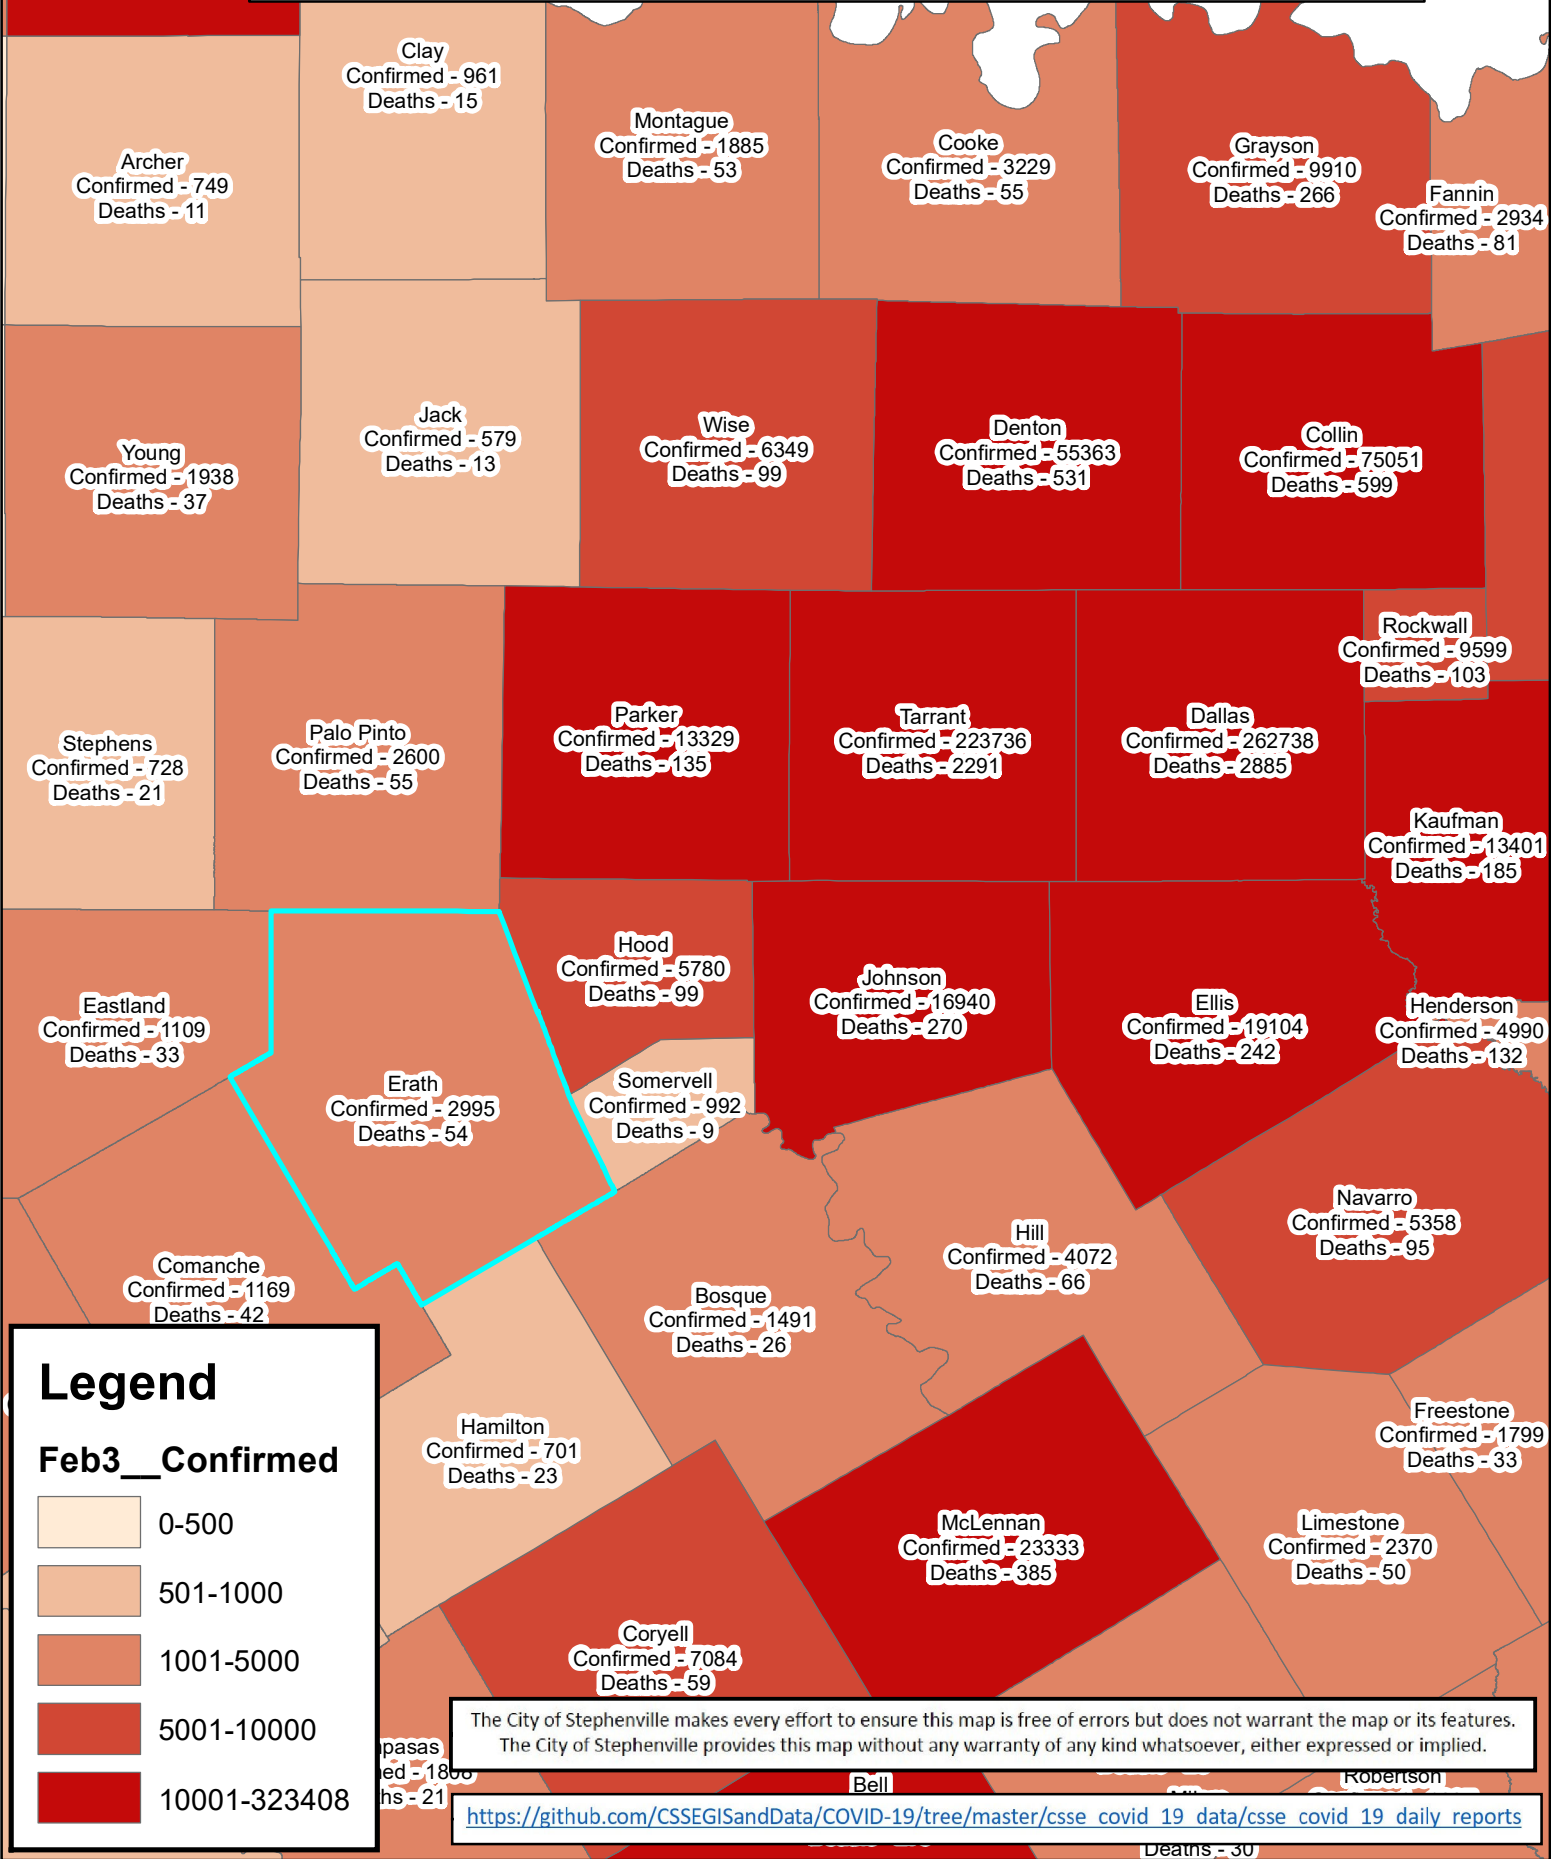 Clay
Confirmed - 961
Deaths - 15
Montague
Confirmed - 1885
Deaths - 53
Cooke
Confirmed - 3229
Deaths - 55
Grayson
Confirmed - 9910
Deaths - 266
Archer
Confirmed - 749
Deaths - 11
Fannin
Confirmed - 2934
Deaths - 81
Jack
Confirmed - 579
Deaths - 13
Wise
Confirmed - 6349
Deaths - 99
Denton
Confirmed - 55363
Deaths - 531
Collin
Confirmed - 75051
Deaths - 599
Young
Confirmed - 1938
Deaths - 37
Rockwall
Confirmed - 9599
Deaths - 103
Stephens
Confirmed - 728
Deaths - 21
Palo Pinto
Confirmed - 2600
Deaths - 55
Parker
Confirmed - 13329
Deaths - 135
Tarrant
Confirmed - 223736
Deaths - 2291
Dallas
Confirmed - 262738
Deaths - 2885
Kaufman
Confirmed - 13401
Deaths - 185
Eastland
Confirmed - 1109
Deaths - 33
Hood
Confirmed - 5780
Deaths - 99
Johnson
Confirmed - 16940
Deaths - 270
Ellis
Confirmed - 19104
Deaths - 242
Henderson
Confirmed - 4990
Deaths - 132
Erath
Confirmed - 2995
Deaths - 54
Somervell
Confirmed - 992
Deaths - 9
Navarro
Confirmed - 5358
Deaths - 95
Hill
Confirmed - 4072
Deaths - 66
Comanche
Confirmed - 1169
Deaths - 42
Bosque
Confirmed - 1491
Deaths - 26
Hamilton
Confirmed - 701
Deaths - 23
Freestone
Confirmed - 1799
Deaths - 33
McLennan
Confirmed - 23333
Deaths - 385
Limestone
Confirmed - 2370
Deaths - 50
Coryell
Confirmed - 7084
Deaths - 59
Legend
Feb3__Confirmed
0-500
501-1000
1001-5000
5001-10000
10001-323408
The City of Stephenville makes every effort to ensure this map is free of errors but does not warrant the map or its features.
The City of Stephenville provides this map without any warranty of any kind whatsoever, either expressed or implied.
pasas
ed - 1806
hs - 21
Bell
Robertson
https://github.com/CSSEGISandData/COVID-19/tree/master/csse_covid_19_data/csse_covid_19_daily_reports
Deaths - 30